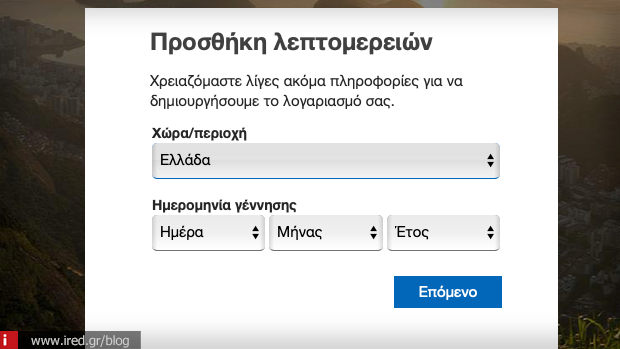 Προσθήκη λεπτομερειών
Χρειαζόμαστε λίγες ακόμα πληροφορίες για να
δημιουργήσουμε το λογαριασμό σας.
Χώρα/περιοχή
Ελλάδα
Ημερομηνία γέννησης
Ημέρα Μήνας Έτος
Επόμενο
i www.ired.gr/blog